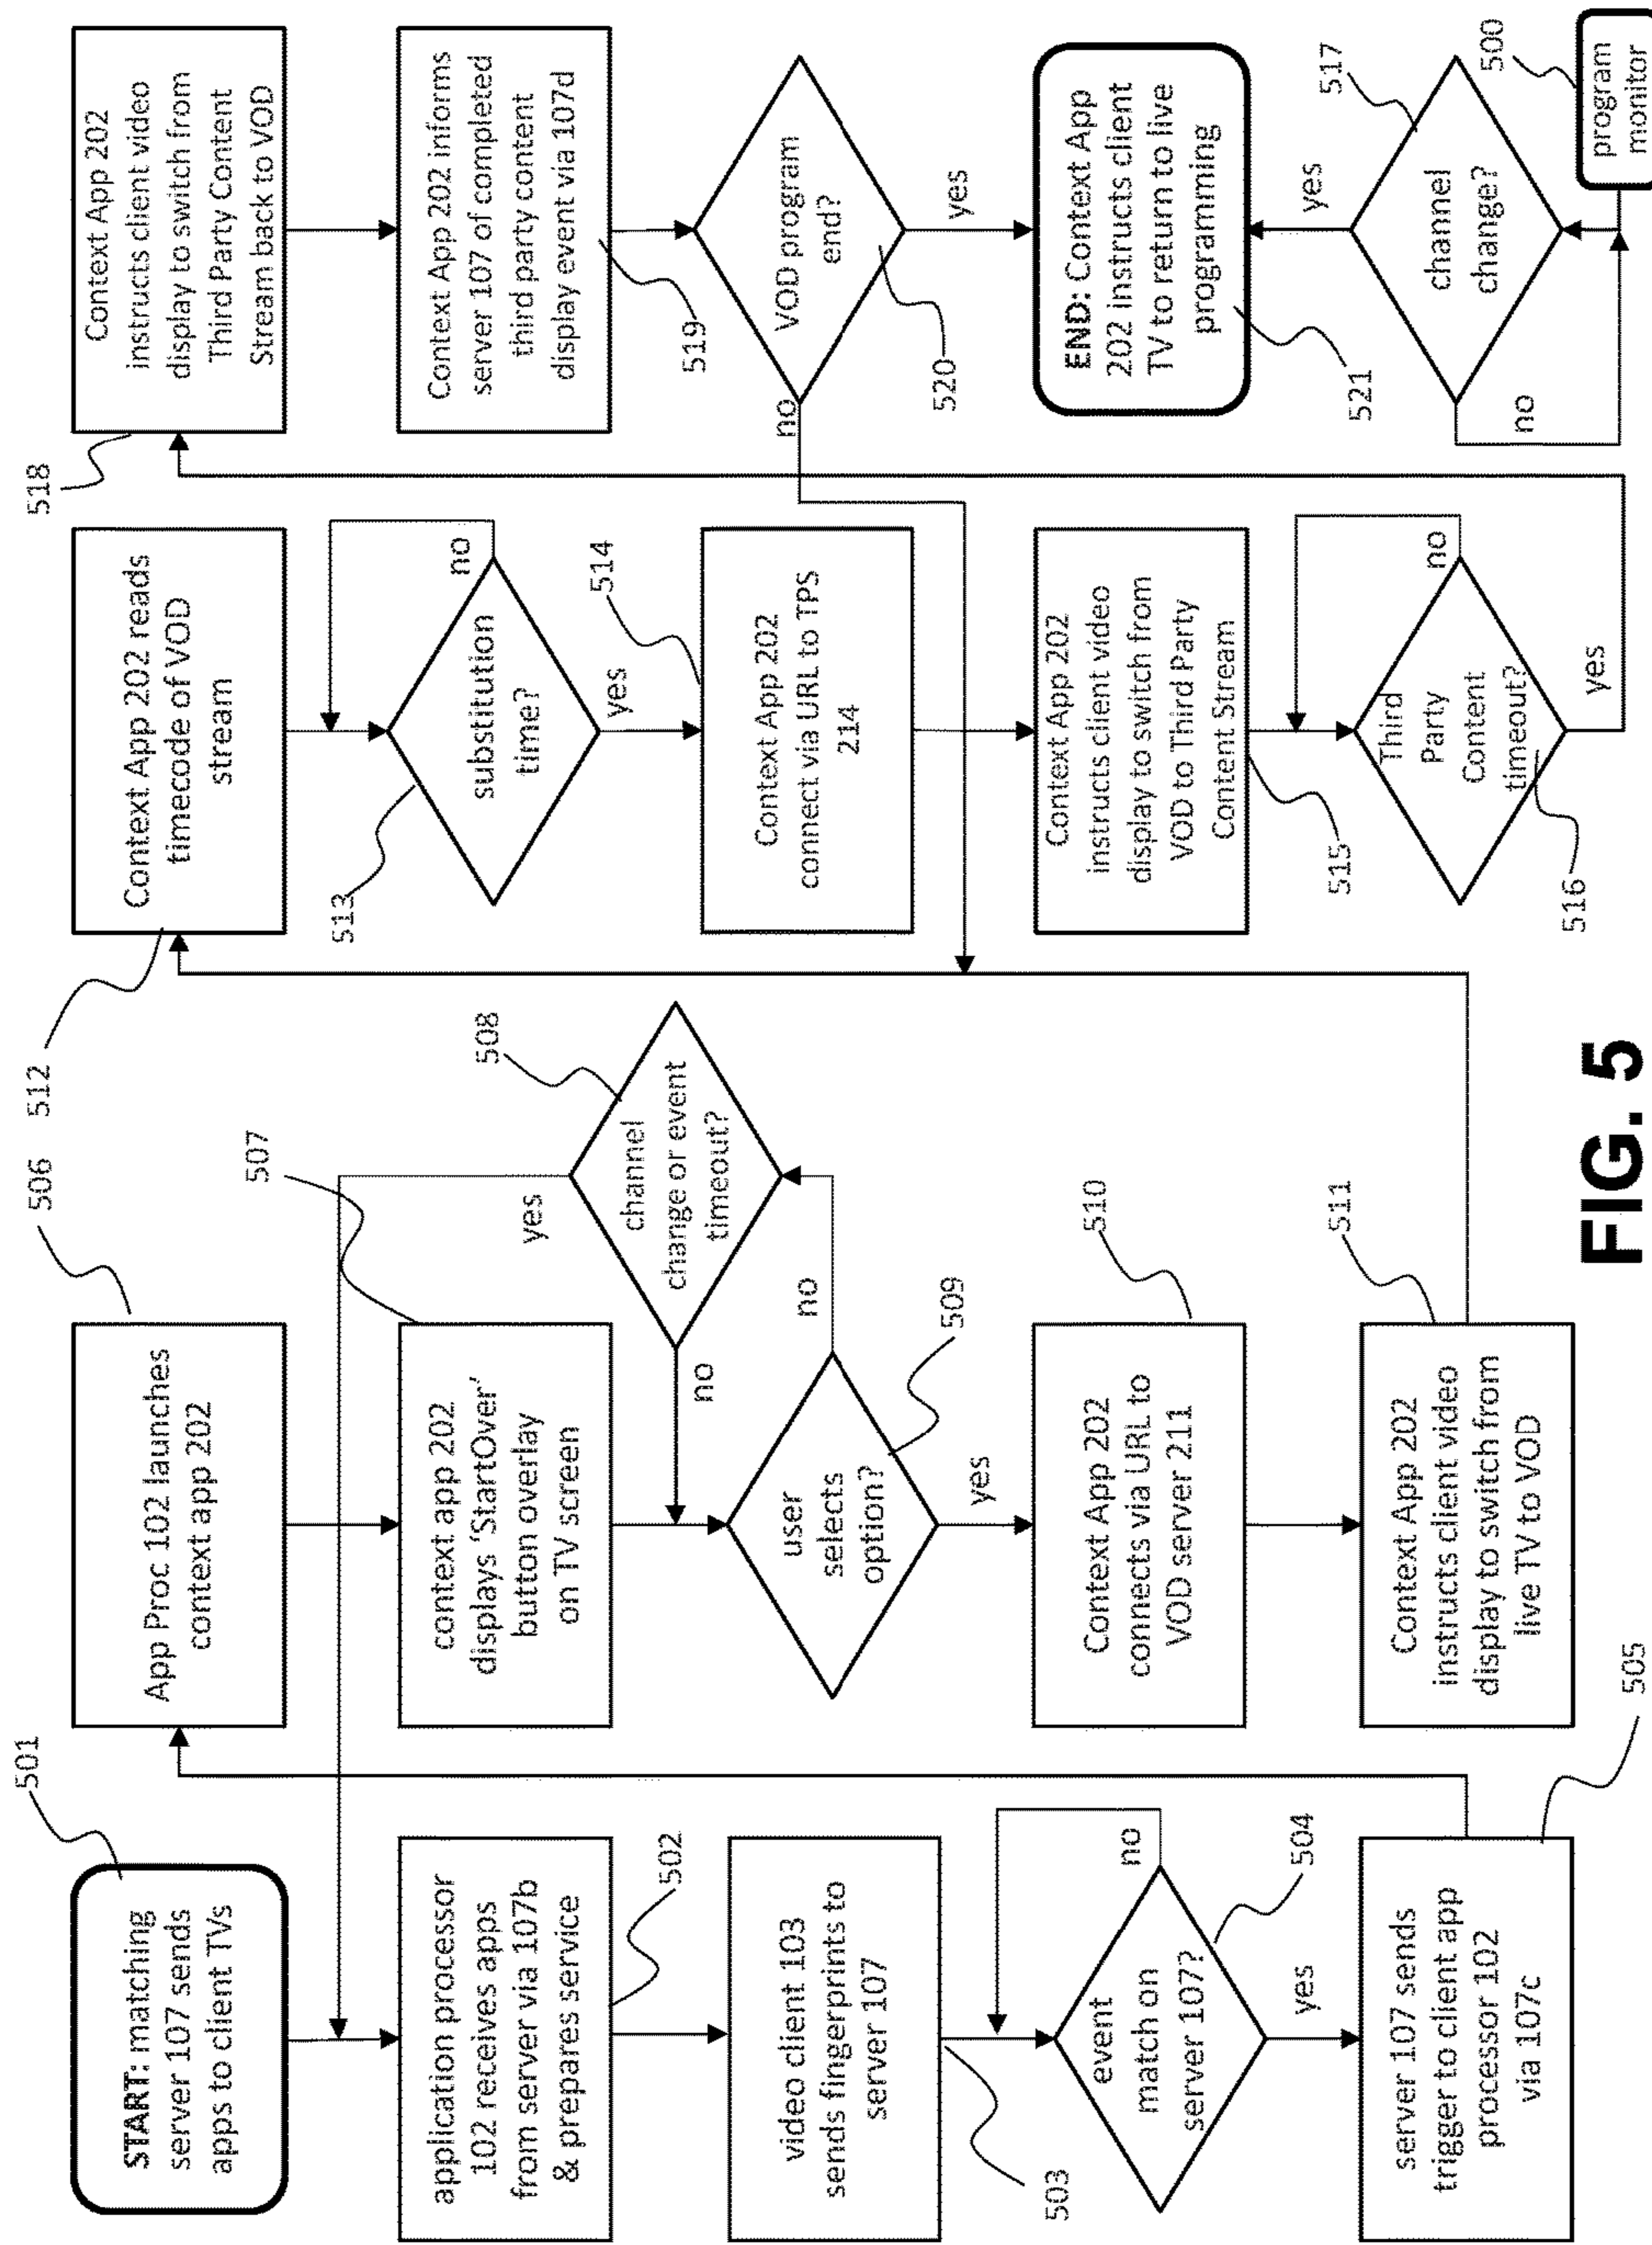 501
START: matching
server 107 sends
apps to client TVs
application processor
102 receives apps
from server via 107b
& prepares service
502
video client 103
sends fingerprints to
server 107
503
event
match on
server 107?
no
504
yes
server 107 sends
trigger to client app
processor 102
via 107c
505
506
App Proc 102 launches
context app 202
507
context app 202
displays 'StartOver'
button overlay
on TV screen
508
channel
change or event
timeout?
yes
no
user
selects
option?
no
509
yes
Context App 202
connects via URL to
VOD server 211
510
Context App 202
instructs client video
display to switch from
live TV to VOD
511
512
Context App 202 reads
timecode of VOD
stream
substitution
time?
no
513
yes
514
Context App 202
connect via URL to TPS
214
Context App 202
instructs client video
display to switch from
VOD to Third Party
Content Stream
515
Third
Party
Content
timeout?
no
516
yes
518
Context App 202
instructs client video
display to switch from
Third Party Content
Stream back to VOD
Context App 202 informs
server 107 of completed
third party content
display event via 107d
519
VOD program
end?
no
520
yes
END: Context App
202 instructs client
TV to return to live
programming
521
yes
channel
change?
517
no
500
program
monitor
FIG. 5